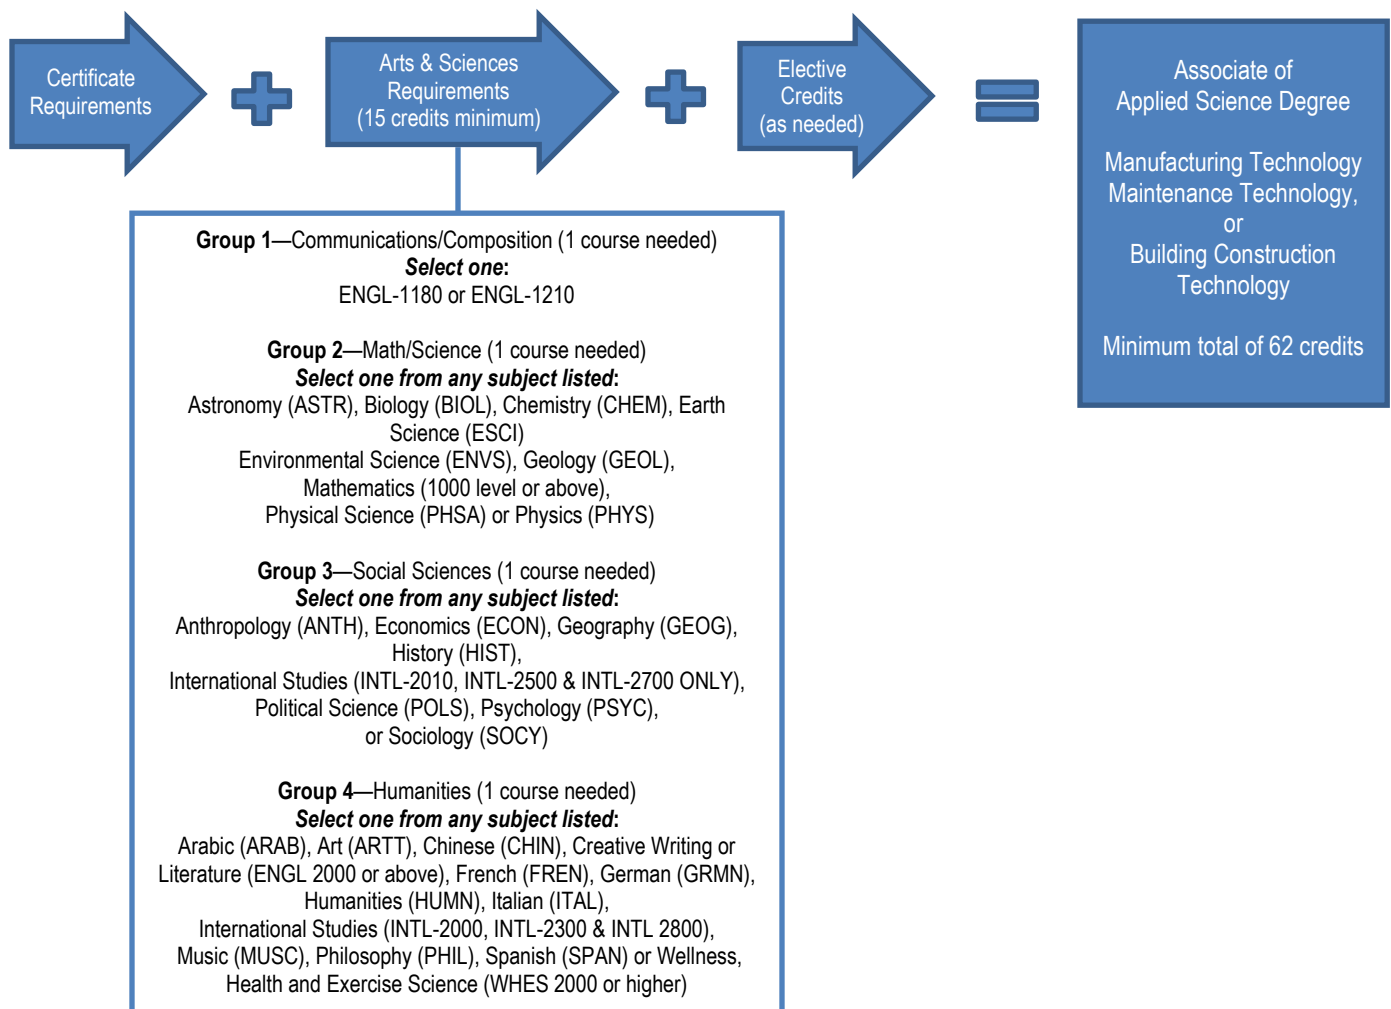 Certificate
Requirements
Arts & Sciences
Requirements
(15 credits minimum)
Elective
Credits
(as needed)
Associate of
Applied Science Degree
Manufacturing Technology
Maintenance Technology,
or
Building Construction
Technology
Minimum total of 62 credits
Group 1—Communications/Composition (1 course needed)
Select one:
ENGL-1180 or ENGL-1210
Group 2—Math/Science (1 course needed)
Select one from any subject listed:
Astronomy (ASTR), Biology (BIOL), Chemistry (CHEM), Earth
Science (ESCI)
Environmental Science (ENVS), Geology (GEOL),
Mathematics (1000 level or above),
Physical Science (PHSA) or Physics (PHYS)
Group 3—Social Sciences (1 course needed)
Select one from any subject listed:
Anthropology (ANTH), Economics (ECON), Geography (GEOG),
History (HIST),
International Studies (INTL-2010, INTL-2500 & INTL-2700 ONLY),
Political Science (POLS), Psychology (PSYC),
or Sociology (SOCY)
Group 4—Humanities (1 course needed)
Select one from any subject listed:
Arabic (ARAB), Art (ARTT), Chinese (CHIN), Creative Writing or
Literature (ENGL 2000 or above), French (FREN), German (GRMN),
Humanities (HUMN), Italian (ITAL),
International Studies (INTL-2000, INTL-2300 & INTL 2800),
Music (MUSC), Philosophy (PHIL), Spanish (SPAN) or Wellness,
Health and Exercise Science (WHES 2000 or higher)